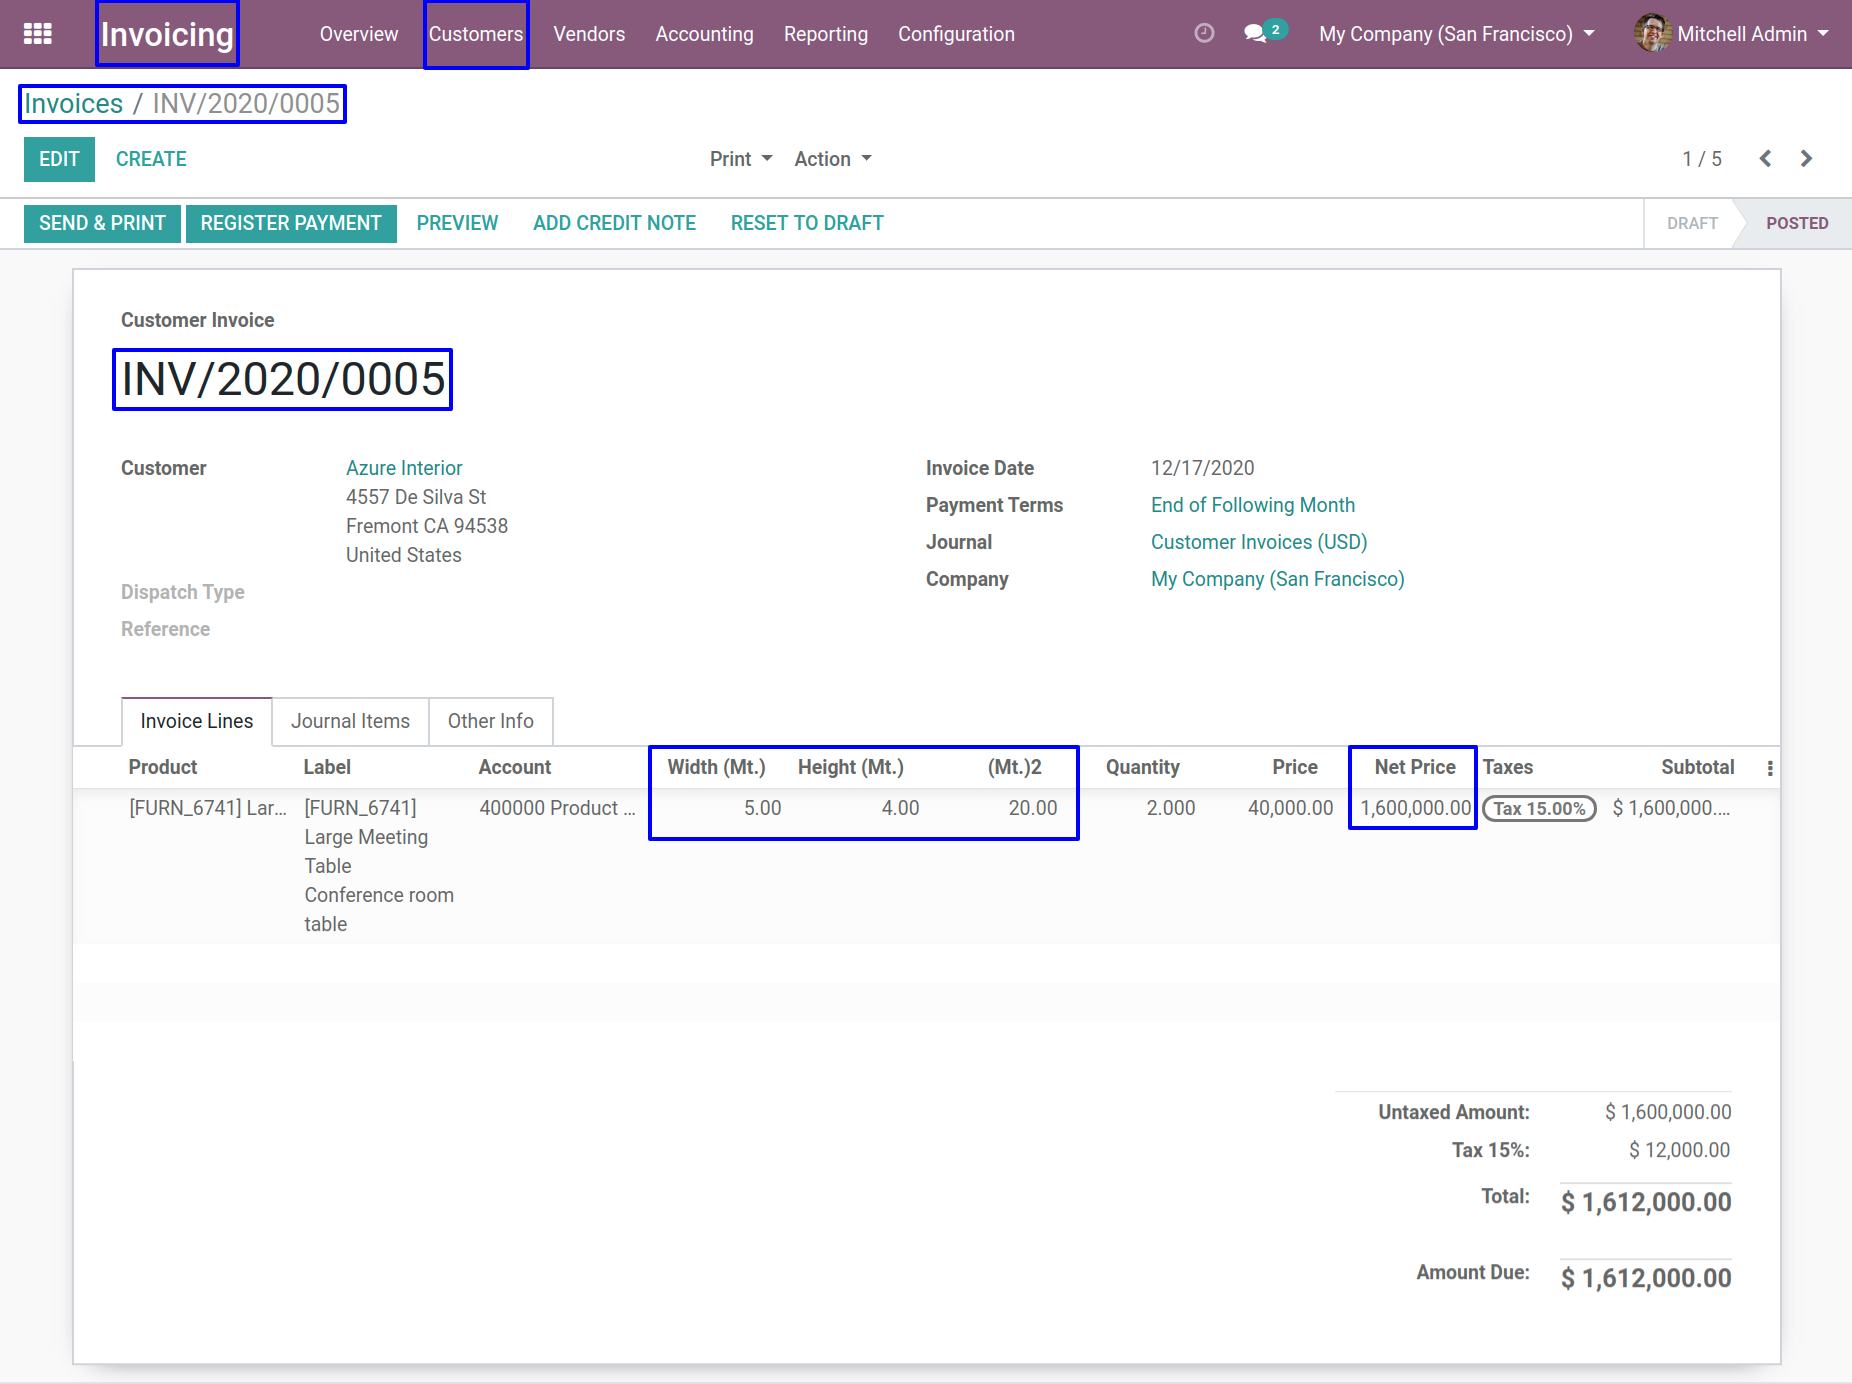 Invoicing Overview Customers Vendors Accounting Reporting Configuration 2 My Company (San Francisco) Mitchell Admin
Invoices / INV/2020/0005
EDIT CREATE Print Action 1 / 5
SEND & PRINT REGISTER PAYMENT PREVIEW ADD CREDIT NOTE RESET TO DRAFT DRAFT POSTED
Customer Invoice
INV/2020/0005
Customer Azure Interior Invoice Date 12/17/2020
4557 De Silva St Payment Terms End of Following Month
Fremont CA 94538 Journal Customer Invoices (USD)
United States Company My Company (San Francisco)
Dispatch Type
Reference
Invoice Lines Journal Items Other Info
Product Label Account Width (Mt.) Height (Mt.) (Mt.)2 Quantity Price Net Price Taxes Subtotal
[FURN_6741] Lar... [FURN_6741] 400000 Product ... 5.00 4.00 20.00 2.000 40,000.00 1,600,000.00 Tax 15.00% $ 1,600,000....
Large Meeting
Table
Conference room
table
Untaxed Amount: $ 1,600,000.00
Tax 15%: $ 12,000.00
Total: $ 1,612,000.00
Amount Due: $ 1,612,000.00